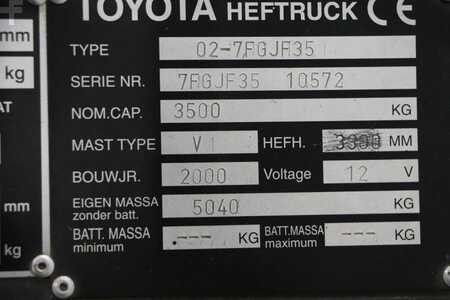 TOYOTA HEFTRUCK CE
mm
TYPE 02-7FGJF35
kg
SERIE NR. 7FGJF35 10572
NOM.CAP. 3500 KG
AT
MAST TYPE V HEFH. 3300 MM
BOUWJR. 2000 Voltage 12 V
EIGEN MASSA 5040 KG
zonder batt.
mm
BATT. MASSA --- KG BATT.MASSA --- KG
minimum maximum
kg